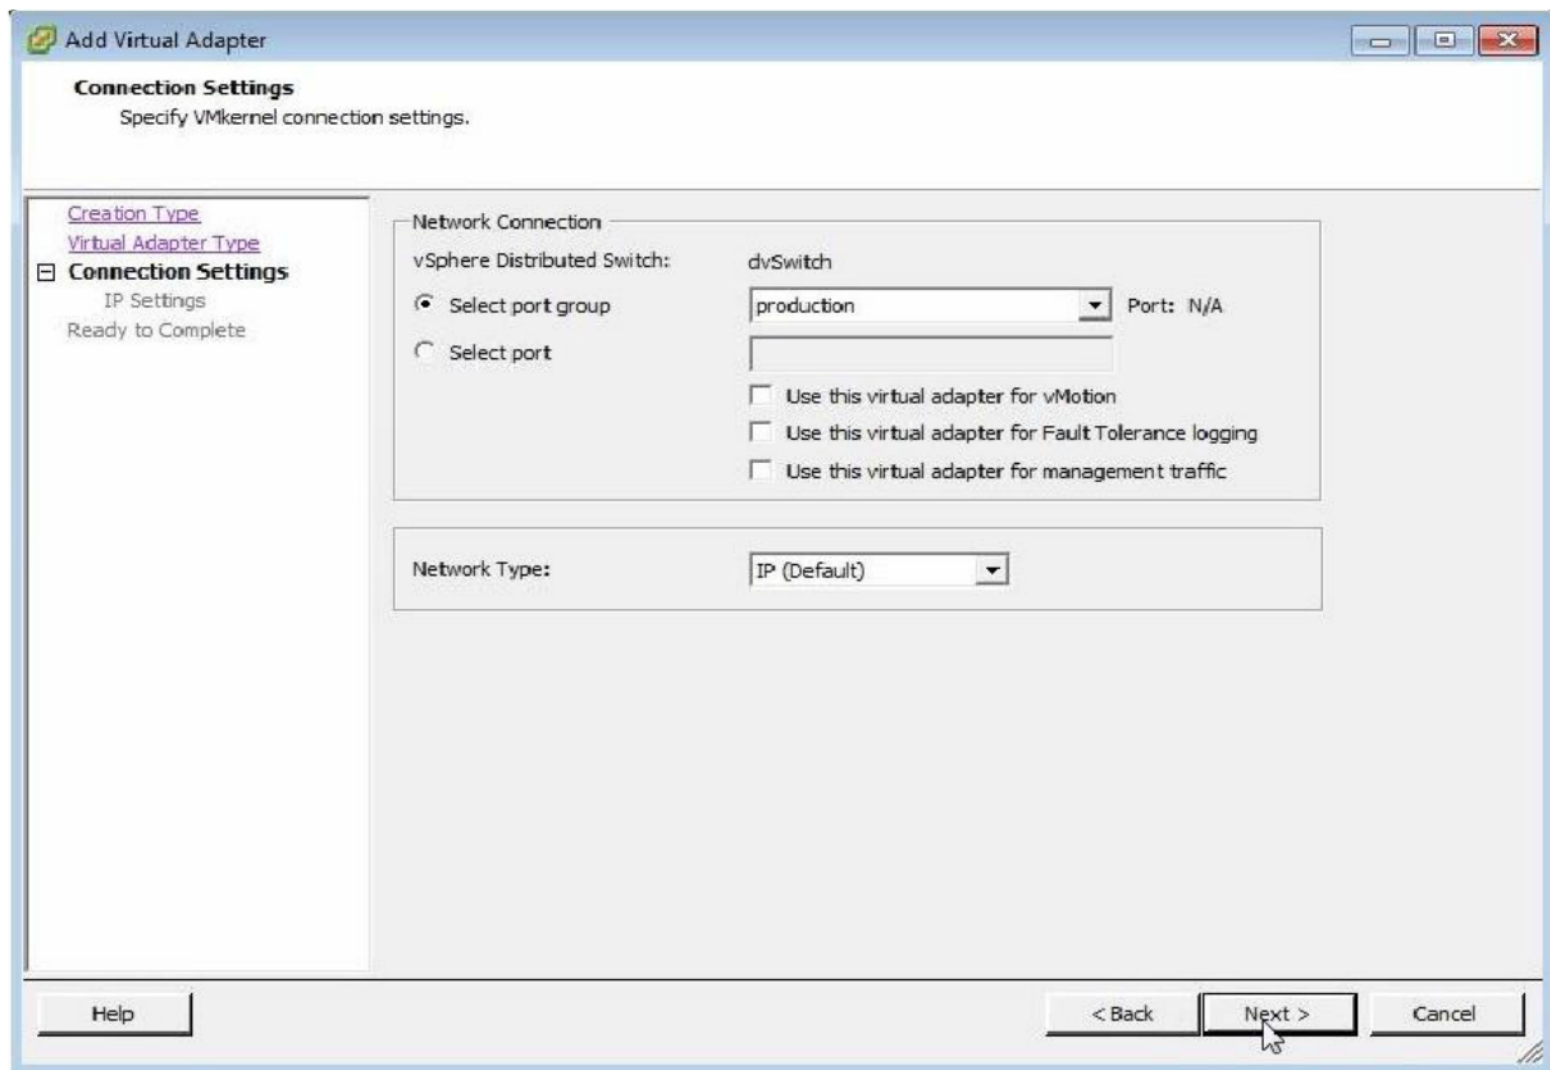 Add Virtual Adapter
Connection Settings
Specify VMkernel connection settings.
Creation Type
Virtual Adapter Type
Connection Settings
IP Settings
Ready to Complete
Network Connection
vSphere Distributed Switch: dvSwitch
Select port group production Port: N/A
Select port
Use this virtual adapter for vMotion
Use this virtual adapter for Fault Tolerance logging
Use this virtual adapter for management traffic
Network Type: IP (Default)
Help < Back Next > Cancel